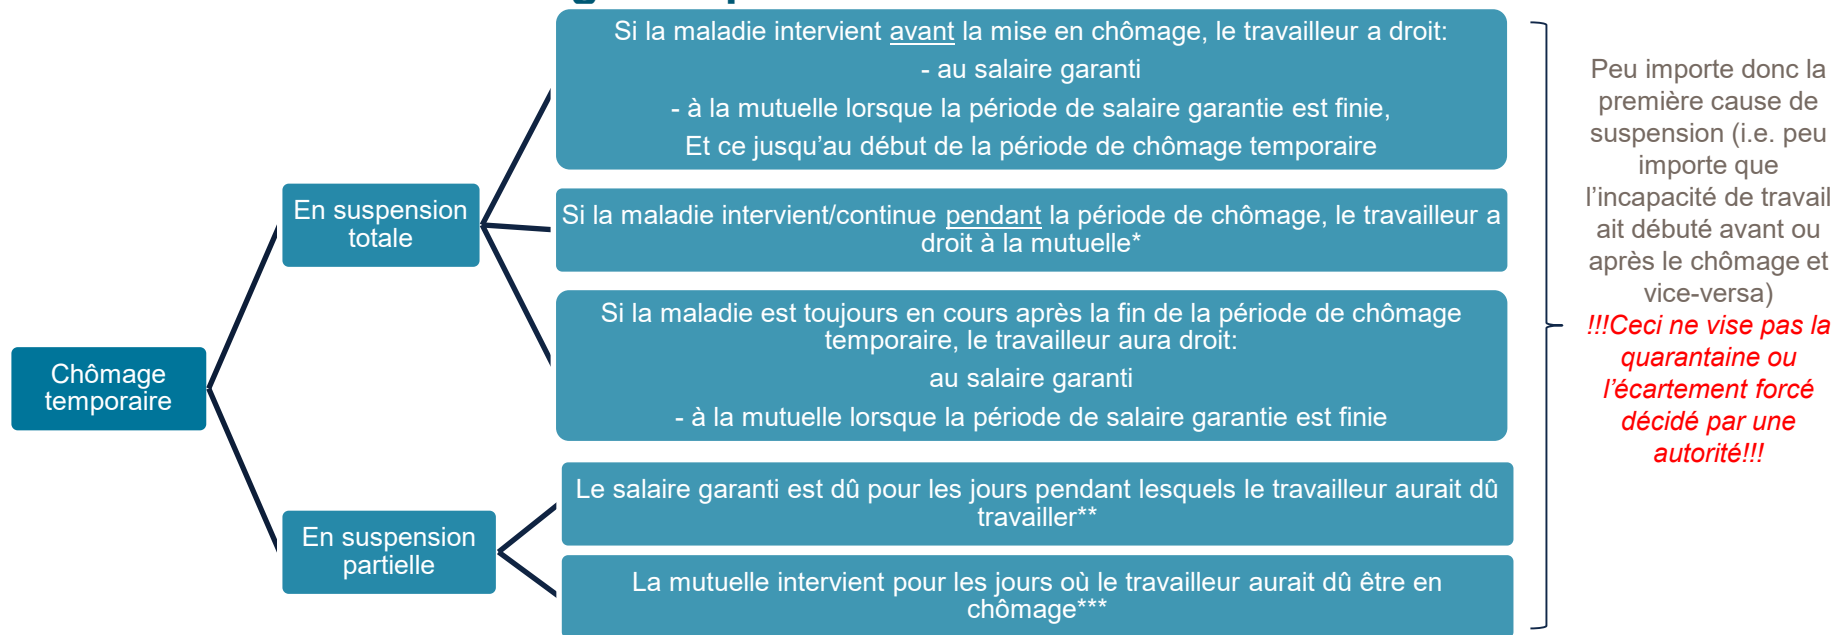 Si la maladie intervient avant la mise en chômage, le travailleur a droit:
- au salaire garanti
- à la mutuelle lorsque la période de salaire garantie est finie,
Et ce jusqu'au début de la période de chômage temporaire
En suspension
totale
Si la maladie intervient/continue pendant la période de chômage, le travailleur a
droit à la mutuelle*
Si la maladie est toujours en cours après la fin de la période de chômage
temporaire, le travailleur aura droit:
au salaire garanti
- à la mutuelle lorsque la période de salaire garantie est finie
Chômage
temporaire
Le salaire garanti est dû pour les jours pendant lesquels le travailleur aurait dû
travailler**
En suspension
partielle
La mutuelle intervient pour les jours où le travailleur aurait dû être en
chômage***
Peu importe donc la
première cause de
suspension (i.e. peu
importe que
l'incapacité de travail
ait débuté avant ou
après le chômage et
vice-versa)
!!!Ceci ne vise pas la
quarantaine ou
l'écartement forcé
décidé par une
autorité!!!